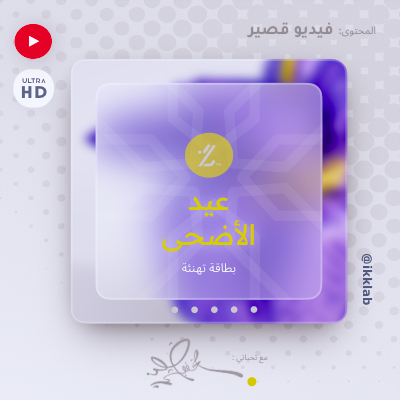 المحتوى: فيديو قصير
ULTRA
HD
عيد
الأضحى
بطاقة تهنئة
@ikklab
مع تحياتي :